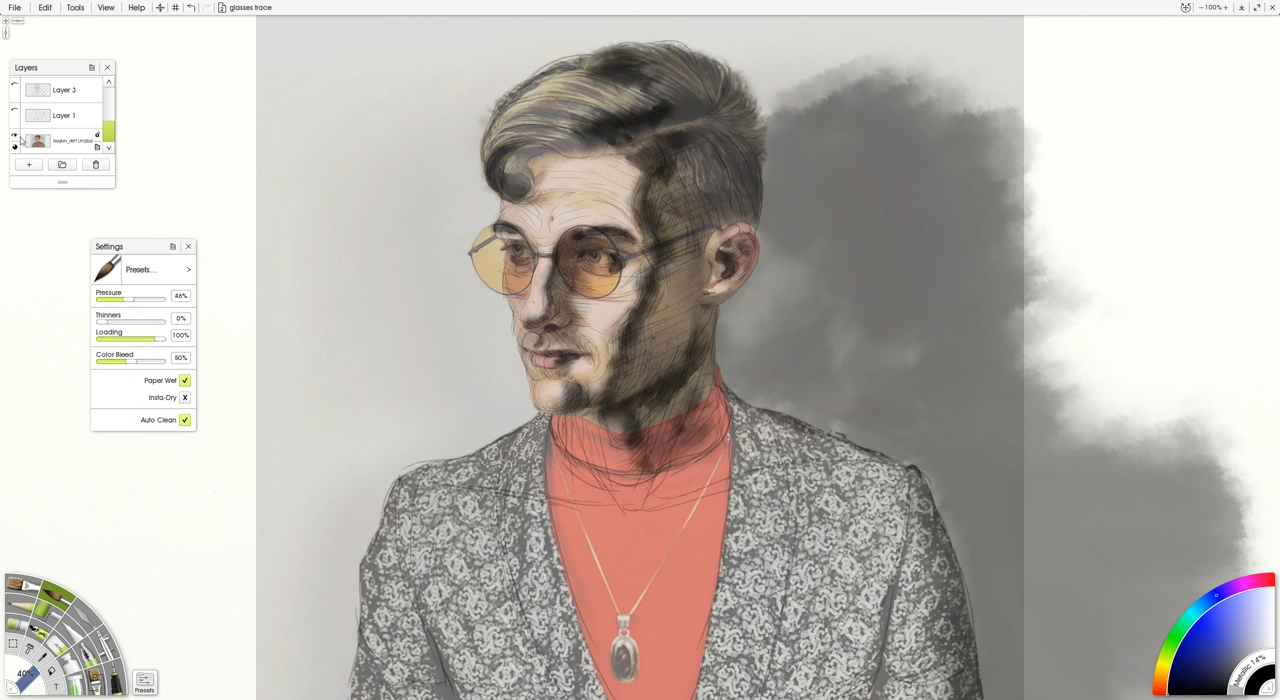 File Edit Tools View Help glasses trace − 100% +
Layers
Layer 3
Layer 1
Settings
Presets...
>
Pressure
46%
Thinners
0%
Loading
100%
Color Bleed
50%
Paper Wet
Insta-Dry X
Auto Clean
40%
T
Presets
Metallic 14%